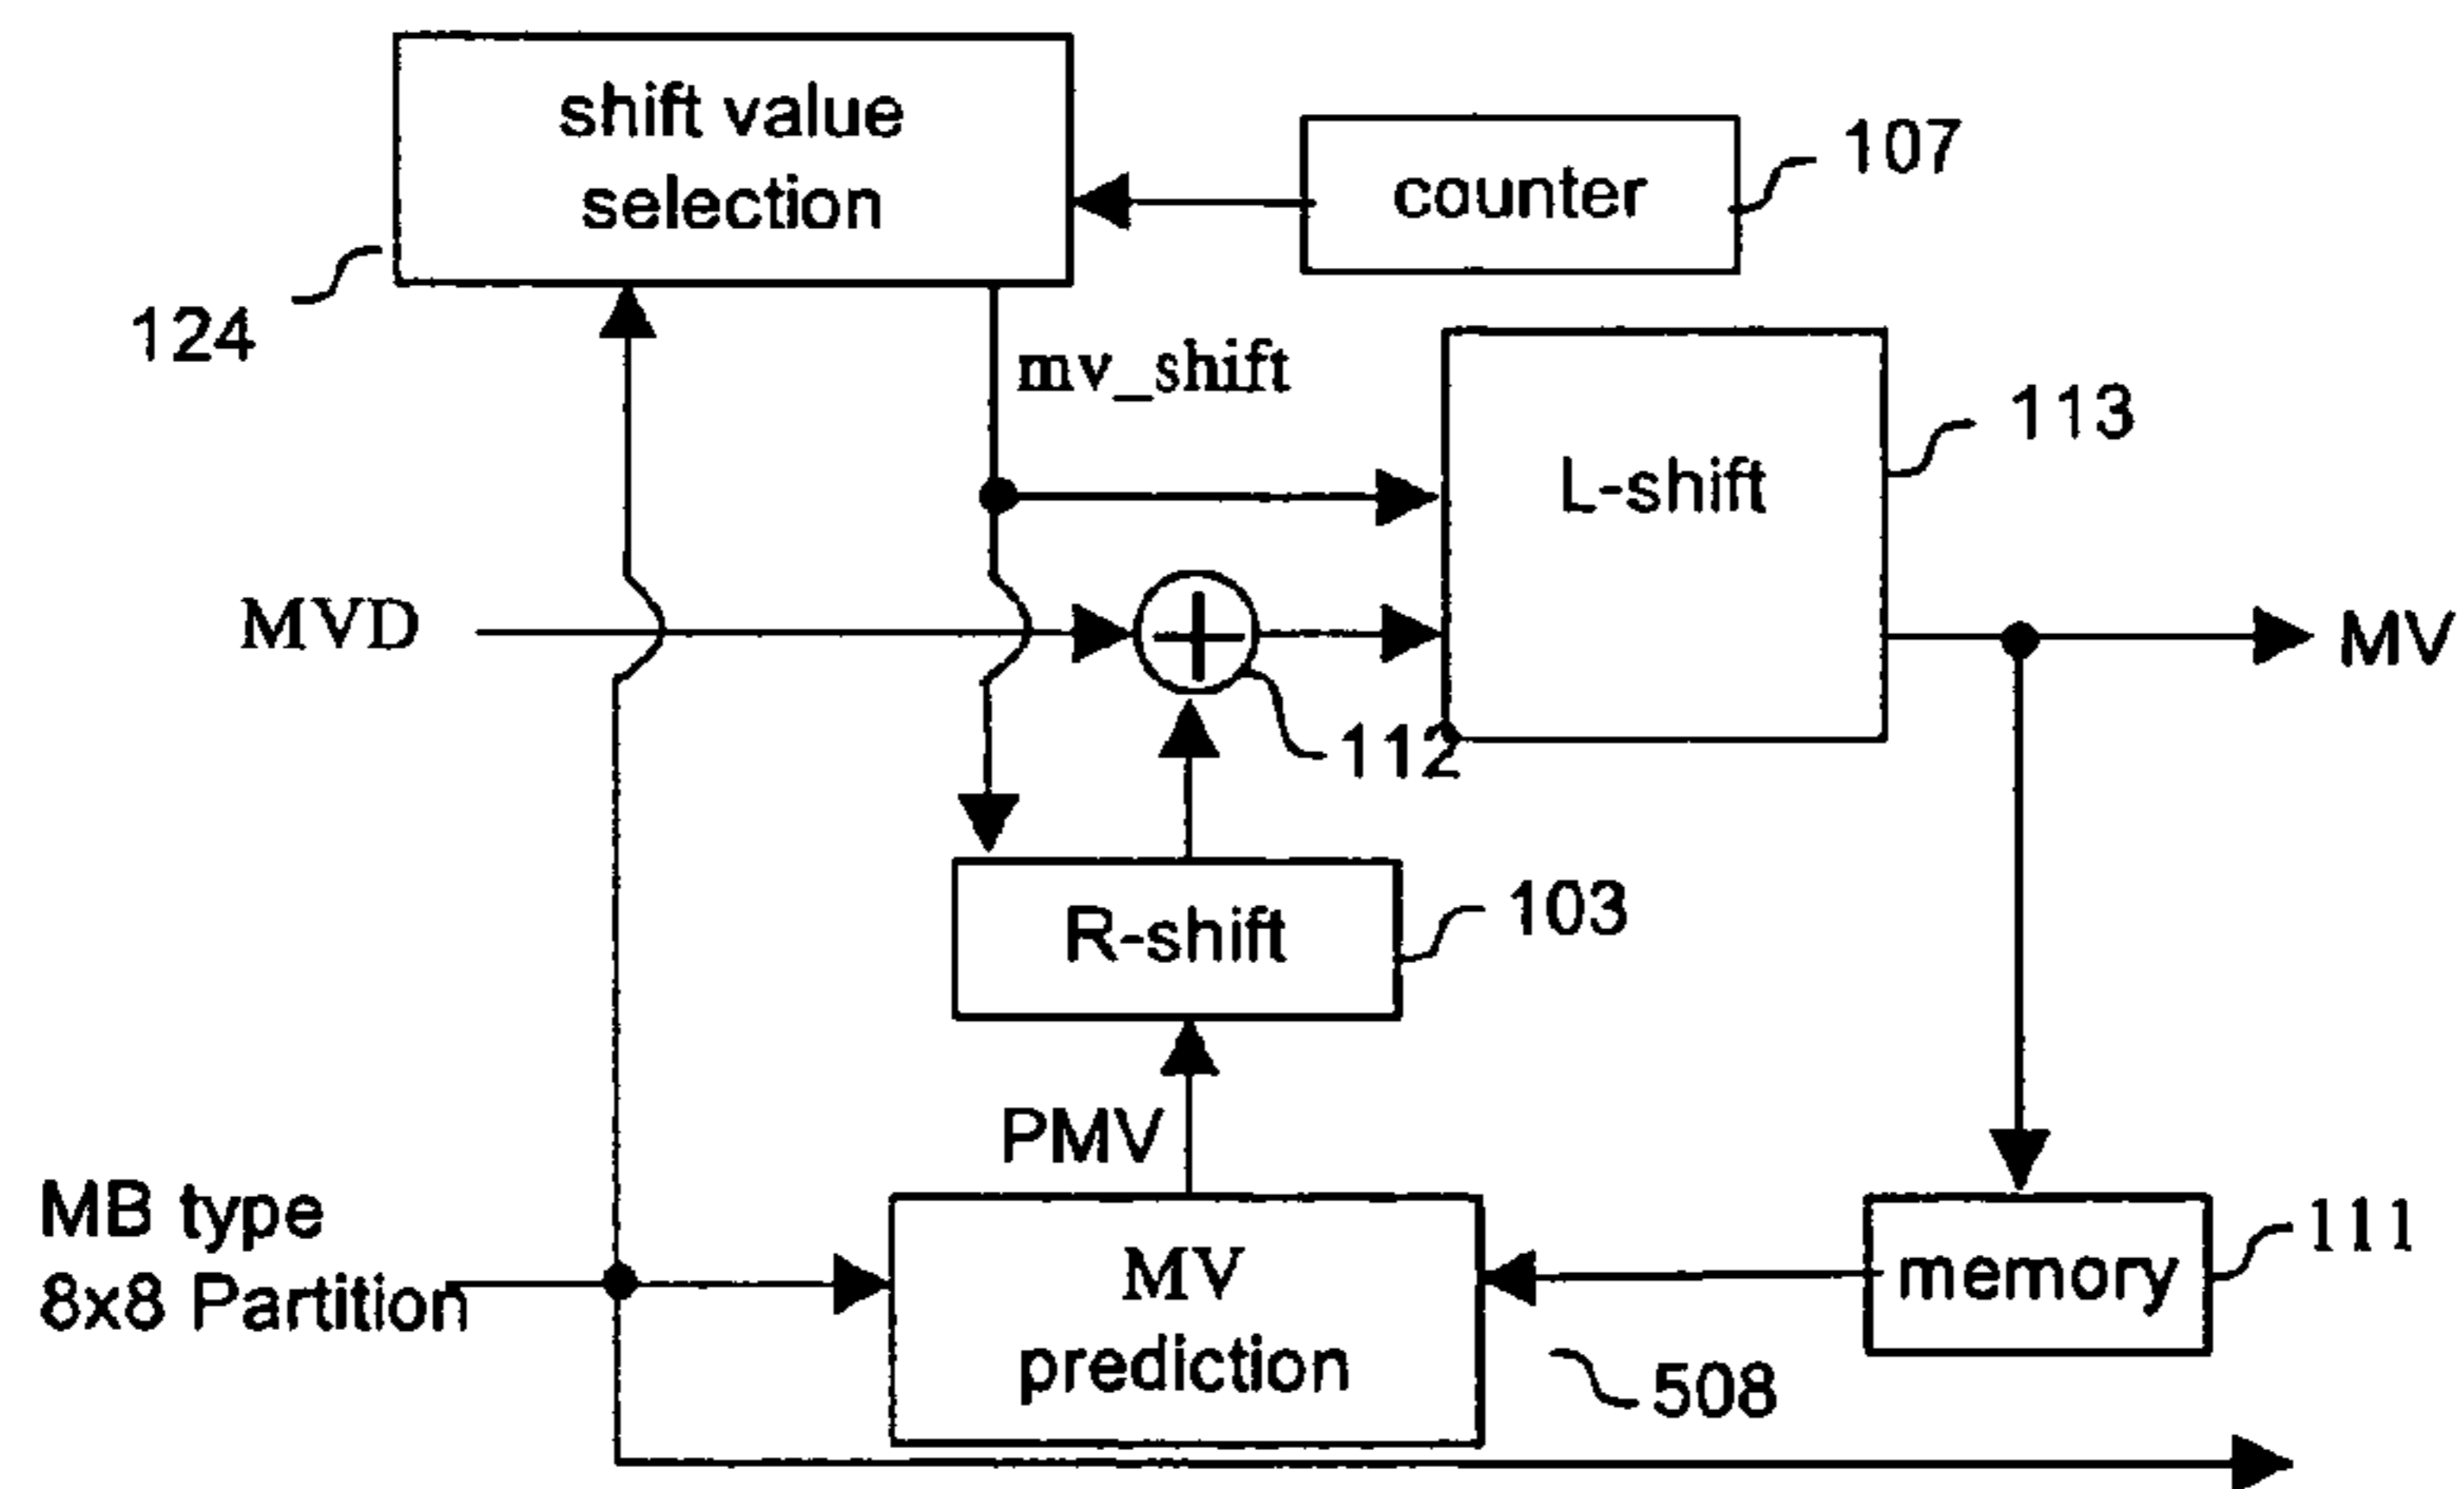 shift value
selection
counter
107
124
mv_shift
113
L-shift
MVD
MV
112
R-shift
103
PMV
MB type
8x8 Partition
MV
prediction
memory
111
508